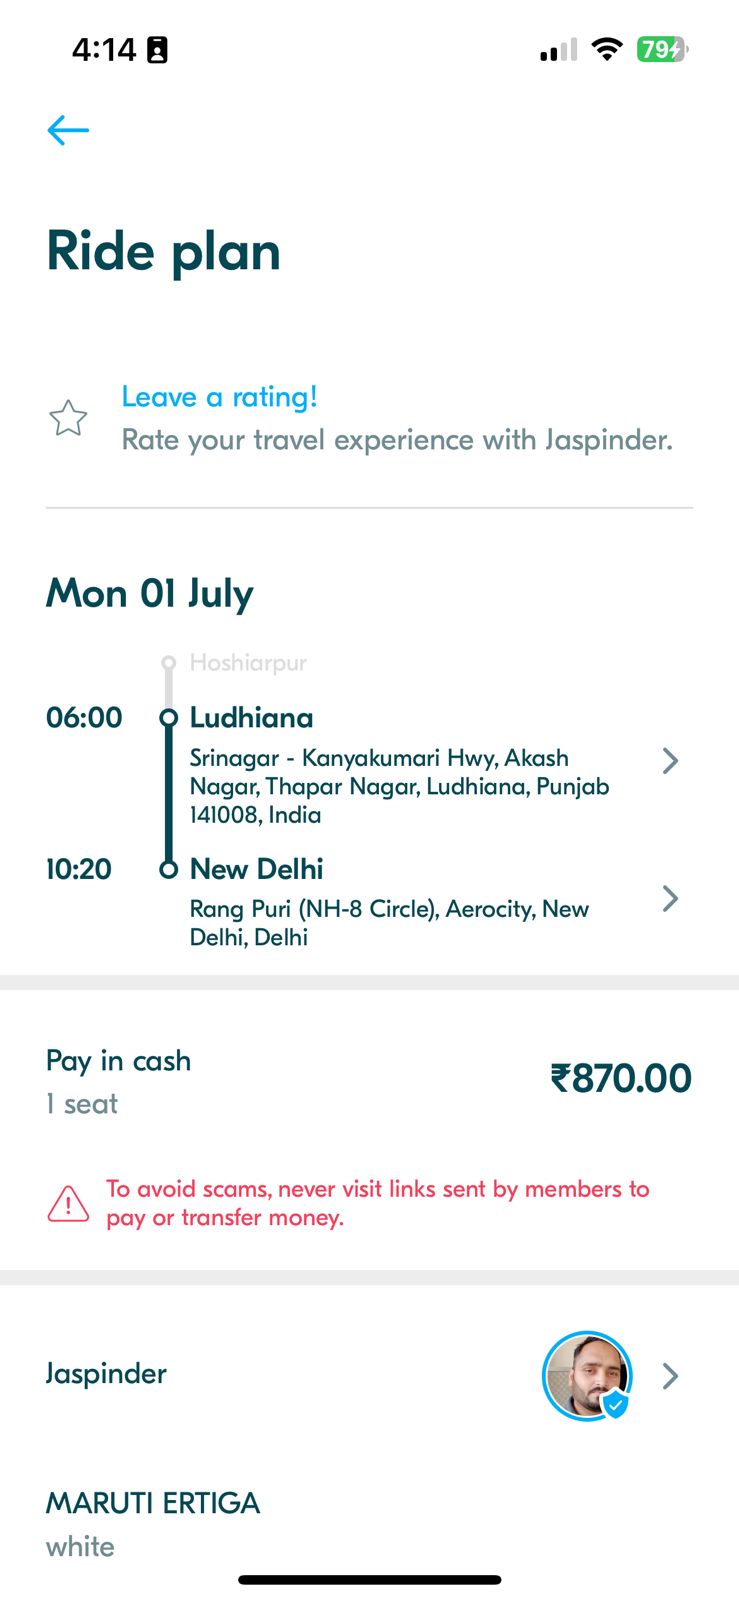 4:14
79
Ride plan
Leave a rating!
Rate your travel experience with Jaspinder.
Mon 01 July
Hoshiarpur
06:00 Ludhiana
Srinagar - Kanyakumari Hwy, Akash
Nagar, Thapar Nagar, Ludhiana, Punjab
141008, India
10:20 New Delhi
Rang Puri (NH-8 Circle), Aerocity, New
Delhi, Delhi
Pay in cash ₹870.00
1 seat
To avoid scams, never visit links sent by members to
pay or transfer money.
Jaspinder
MARUTI ERTIGA
white